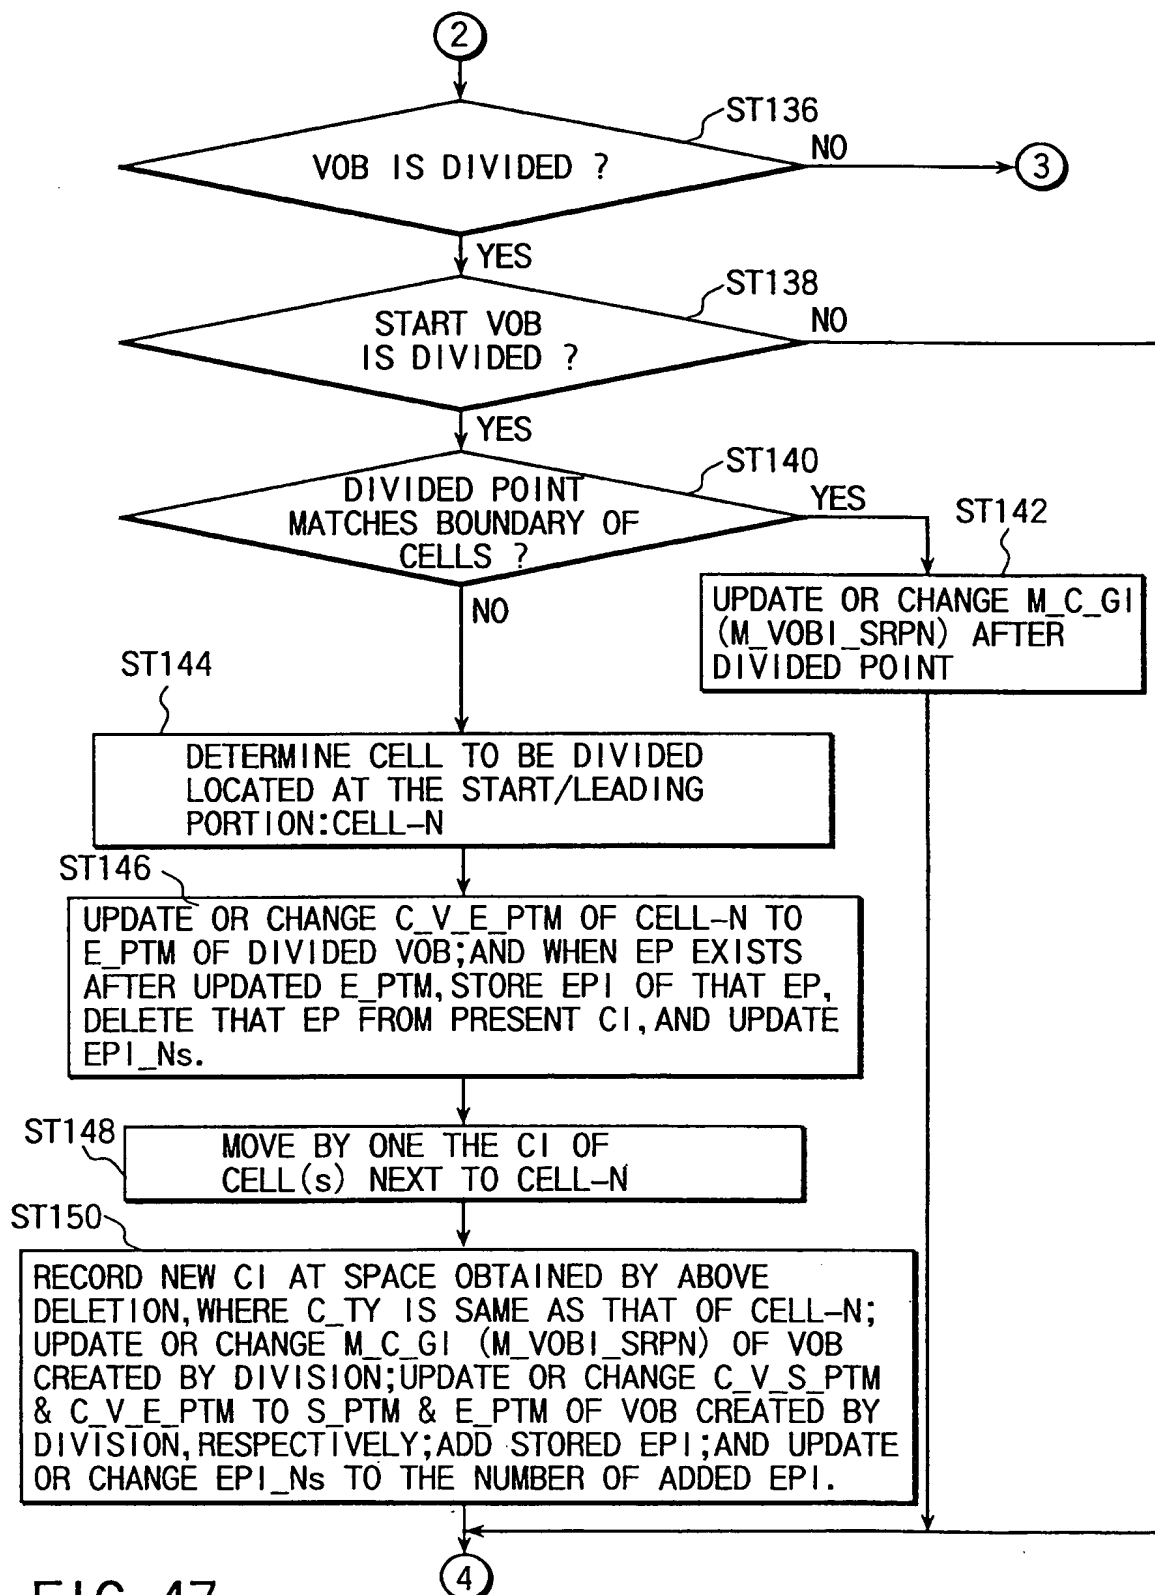 2
ST136
VOB IS DIVIDED ?
NO
3
YES
ST138
START VOB
IS DIVIDED ?
NO
YES
ST140
DIVIDED POINT
MATCHES BOUNDARY OF
CELLS ?
YES
ST142
NO
UPDATE OR CHANGE M_C_GI
(M_VOBI_SRPN) AFTER
DIVIDED POINT
ST144
DETERMINE CELL TO BE DIVIDED
LOCATED AT THE START/LEADING
PORTION:CELL-N
ST146
UPDATE OR CHANGE C_V_E_PTM OF CELL-N TO
E_PTM OF DIVIDED VOB;AND WHEN EP EXISTS
AFTER UPDATED E_PTM,STORE EPI OF THAT EP,
DELETE THAT EP FROM PRESENT CI,AND UPDATE
EPI_Ns.
ST148
MOVE BY ONE THE CI OF
CELL(s) NEXT TO CELL-N
ST150
RECORD NEW CI AT SPACE OBTAINED BY ABOVE
DELETION,WHERE C_TY IS SAME AS THAT OF CELL-N;
UPDATE OR CHANGE M_C_GI (M_VOBI_SRPN) OF VOB
CREATED BY DIVISION;UPDATE OR CHANGE C_V_S_PTM
& C_V_E_PTM TO S_PTM & E_PTM OF VOB CREATED BY
DIVISION,RESPECTIVELY;ADD STORED EPI;AND UPDATE
OR CHANGE EPI_Ns TO THE NUMBER OF ADDED EPI.
4
FIG. 47